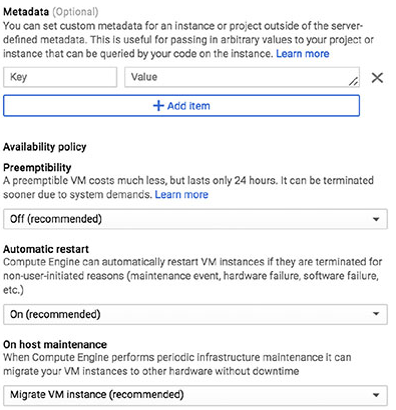 Metadata (Optional)
You can set custom metadata for an instance or project outside of the server-
defined metadata. This is useful for passing in arbitrary values to your project or
instance that can be queried by your code on the instance. Learn more
Key Value
+ Add item
Availability policy
Preemptibility
A preemptible VM costs much less, but lasts only 24 hours. It can be terminated
sooner due to system demands. Learn more
Off (recommended)
Automatic restart
Compute Engine can automatically restart VM instances if they are terminated for
non-user-initiated reasons (maintenance event, hardware failure, software failure,
etc.)
On (recommended)
On host maintenance
When Compute Engine performs periodic infrastructure maintenance it can
migrate your VM instances to other hardware without downtime
Migrate VM instance (recommended)